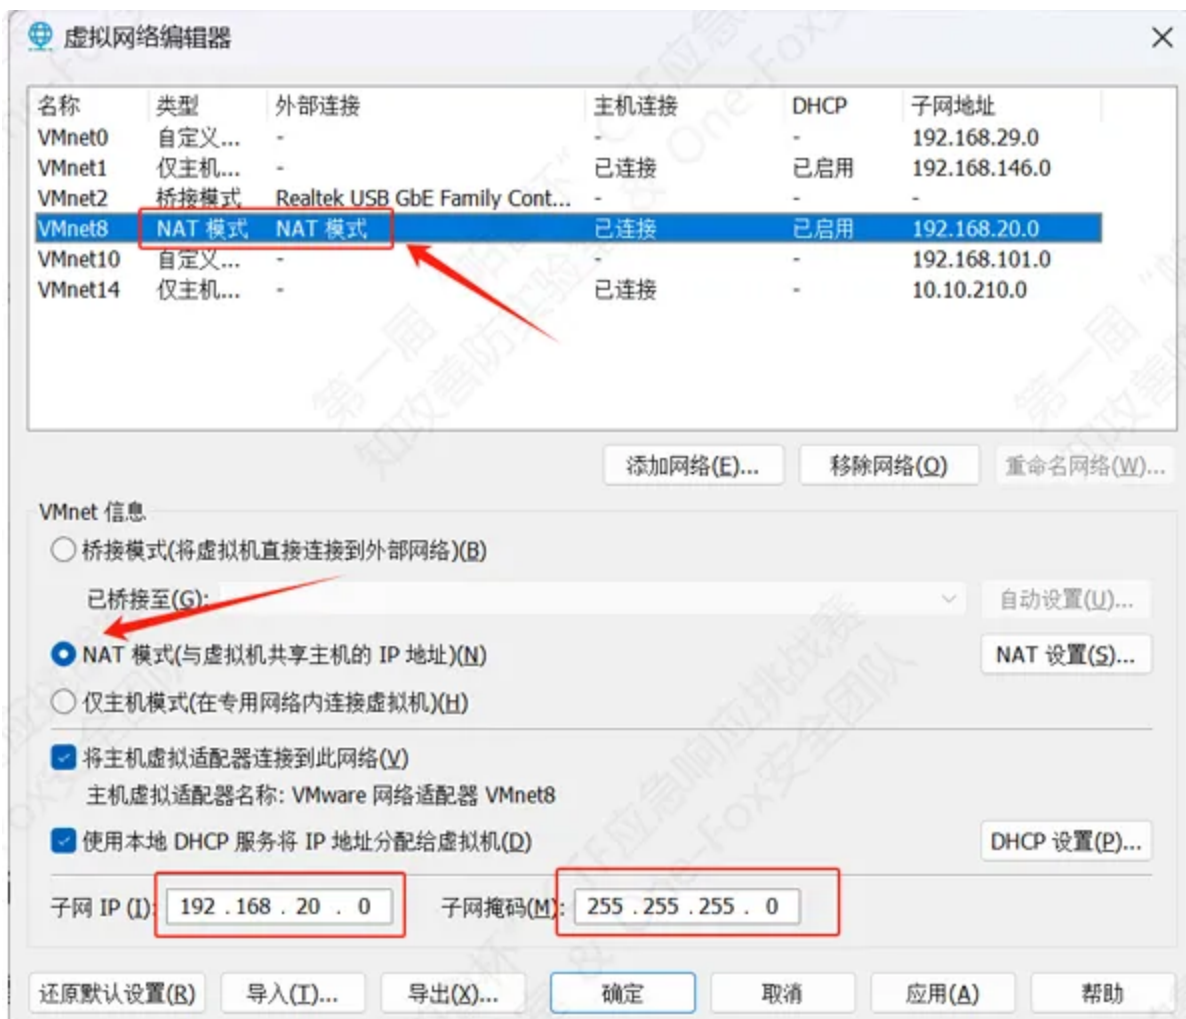 虚拟网络编辑器
名称 类型 外部连接 主机连接 DHCP 子网地址
VMnet0 自定义... - - - 192.168.29.0
VMnet1 仅主机... - 已连接 已启用 192.168.146.0
VMnet2 桥接模式 Realtek USB GbE Family Cont... - - -
VMnet8 NAT 模式 NAT 模式 已连接 已启用 192.168.20.0
VMnet10 自定义... - - - 192.168.101.0
VMnet14 仅主机... - 已连接 - 10.10.210.0
添加网络(E)... 移除网络(O) 重命名网络(W)...
VMnet 信息
桥接模式(将虚拟机直接连接到外部网络)(B)
已桥接至(G): 自动设置(U)...
NAT 模式(与虚拟机共享主机的 IP 地址)(N) NAT 设置(S)...
仅主机模式(在专用网络内连接虚拟机)(H)
将主机虚拟适配器连接到此网络(V)
主机虚拟适配器名称: VMware 网络适配器 VMnet8
使用本地 DHCP 服务将 IP 地址分配给虚拟机(D) DHCP 设置(P)...
子网 IP (I): 192 . 168 . 20 . 0 子网掩码(M): 255 . 255 . 255 . 0
还原默认设置(R) 导入(T)... 导出(X)... 确定 取消 应用(A) 帮助